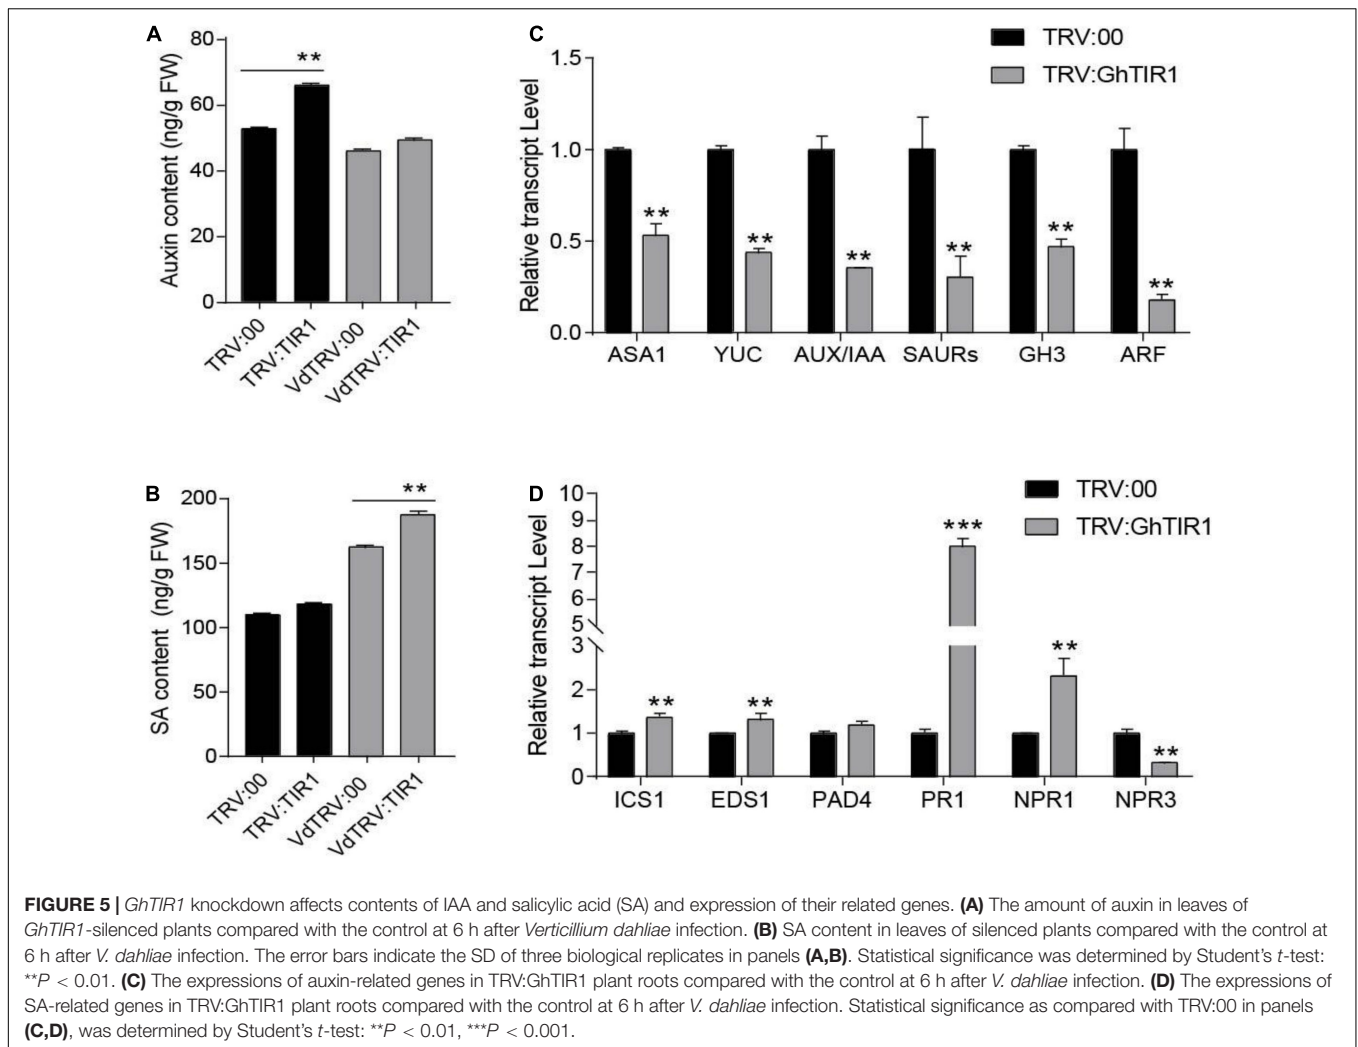 A
Auxin content (ng/g FW)
80
60
40
20
0
**
TRV:00
TRV:TIR1
VdTRV:00
VdTRV:TIR1
C
TRV:00
TRV:GhTIR1
Relative transcript Level
1.5
1.0
0.5
0.0
**
**
**
**
**
**
ASA1 YUC AUX/IAA SAURs GH3 ARF
B
SA content (ng/g FW)
200
150
100
50
0
**
TRV:00
TRV:TIR1
VdTRV:00
VdTRV:TIR1
D
TRV:00
TRV:GhTIR1
Relative transcript Level
10
9
8
7
6
5
3
2
1
0
**
**
***
**
**
ICS1 EDS1 PAD4 PR1 NPR1 NPR3
FIGURE 5 | GhTIR1 knockdown affects contents of IAA and salicylic acid (SA) and expression of their related genes. (A) The amount of auxin in leaves of
GhTIR1-silenced plants compared with the control at 6 h after Verticillium dahliae infection. (B) SA content in leaves of silenced plants compared with the control at
6 h after V. dahliae infection. The error bars indicate the SD of three biological replicates in panels (A,B). Statistical significance was determined by Student's t-test:
**P < 0.01. (C) The expressions of auxin-related genes in TRV:GhTIR1 plant roots compared with the control at 6 h after V. dahliae infection. (D) The expressions of
SA-related genes in TRV:GhTIR1 plant roots compared with the control at 6 h after V. dahliae infection. Statistical significance as compared with TRV:00 in panels
(C,D), was determined by Student's t-test: **P < 0.01, ***P < 0.001.